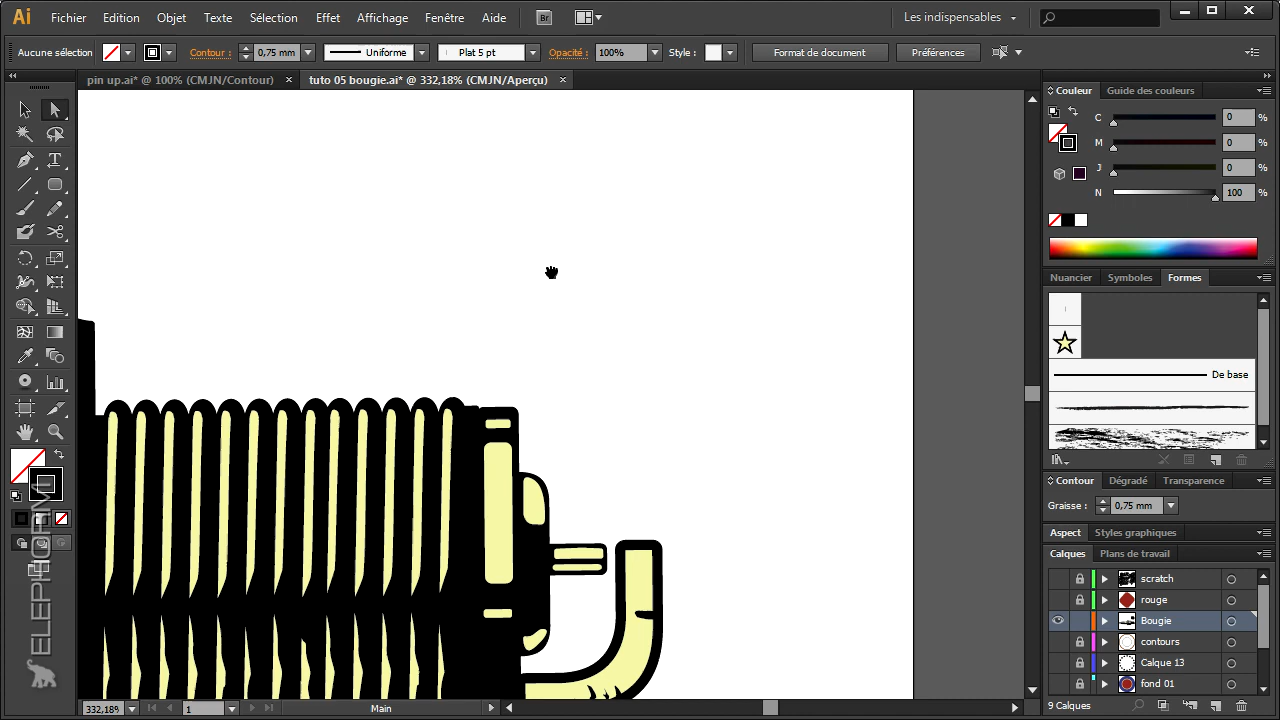 Ai Fichier Edition Objet Texte Sélection Effet Affichage Fenêtre Aide Br Les indispensables
Aucune sélection Contour : 0,75 mm Uniforme Plat 5 pt Opacité : 100% Style : Format de document Préférences
pin up.ai* @ 100% (CMJN/Contour) × tuto 05 bougie.ai* @ 332,18% (CMJN/Aperçu) ×
Couleur Guide des couleurs
C 0 %
M 0 %
J 0 %
N 100 %
Nuancier Symboles Formes
De base
Contour Dégradé Transparence
Graisse : 0,75 mm
Aspect Styles graphiques
Calques Plans de travail
scratch
rouge
Bougie
contours
Calque 13
fond 01
9 Calques
332,18% 1 Main
ELEPHORM